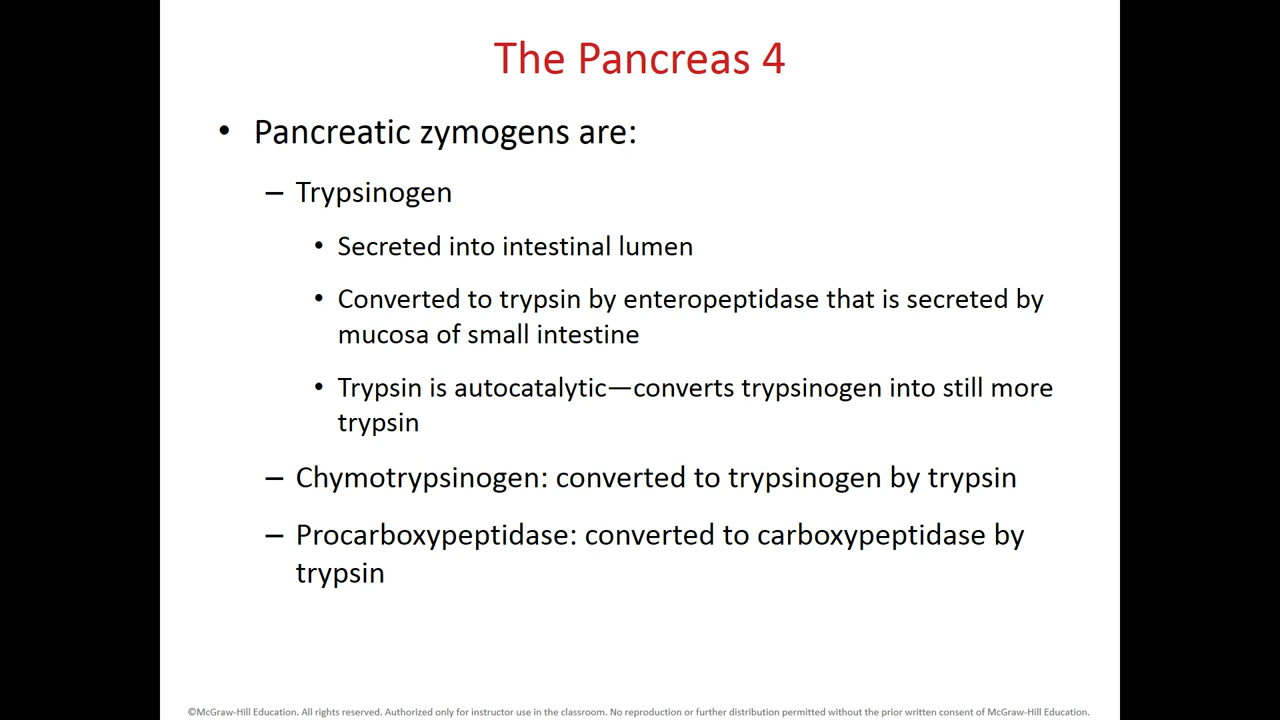 The Pancreas 4
• Pancreatic zymogens are:
– Trypsinogen
• Secreted into intestinal lumen
• Converted to trypsin by enteropeptidase that is secreted by
mucosa of small intestine
• Trypsin is autocatalytic—converts trypsinogen into still more
trypsin
– Chymotrypsinogen: converted to trypsinogen by trypsin
– Procarboxypeptidase: converted to carboxypeptidase by
trypsin
©McGraw-Hill Education. All rights reserved. Authorized only for instructor use in the classroom. No reproduction or further distribution permitted without the prior written consent of McGraw-Hill Education.